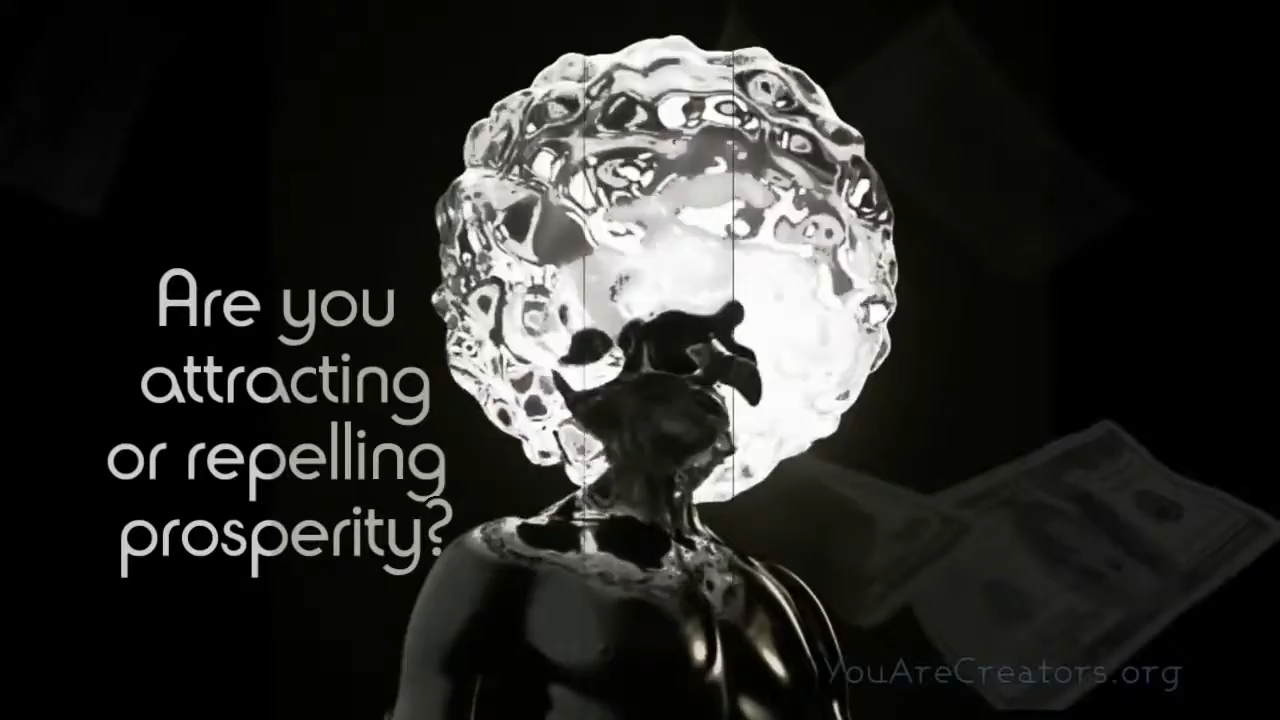 Are you
attracting
or repelling
prosperity?
YouAreCreators.org